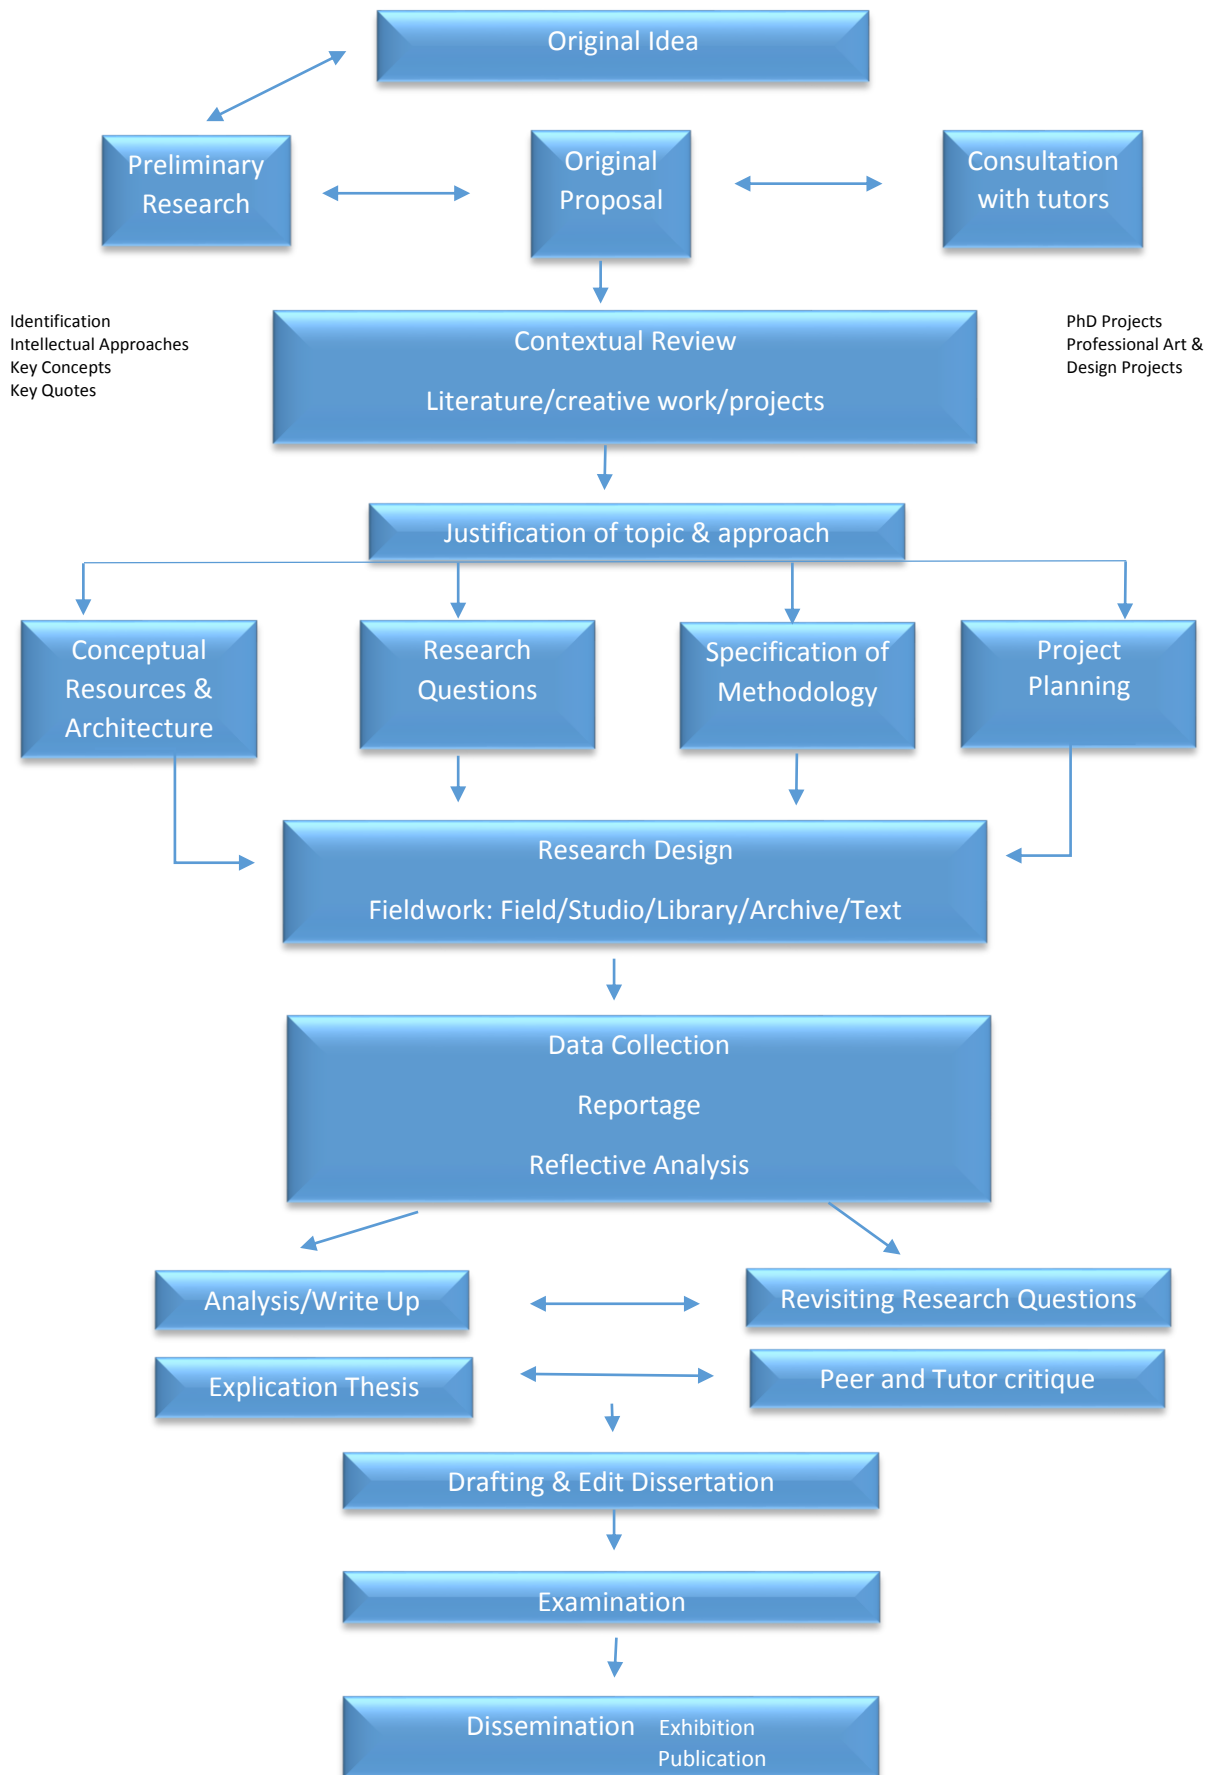 Original Idea
Preliminary
Research
Original
Proposal
Consultation
with tutors
Identification
Intellectual Approaches
Key Concepts
Key Quotes
Contextual Review
Literature/creative work/projects
PhD Projects
Professional Art &
Design Projects
Justification of topic & approach
Conceptual
Resources &
Architecture
Research
Questions
Specification of
Methodology
Project
Planning
Research Design
Fieldwork: Field/Studio/Library/Archive/Text
Data Collection
Reportage
Reflective Analysis
Analysis/Write Up
Revisiting Research Questions
Explication Thesis
Peer and Tutor critique
Drafting & Edit Dissertation
Examination
Dissemination Exhibition
Publication